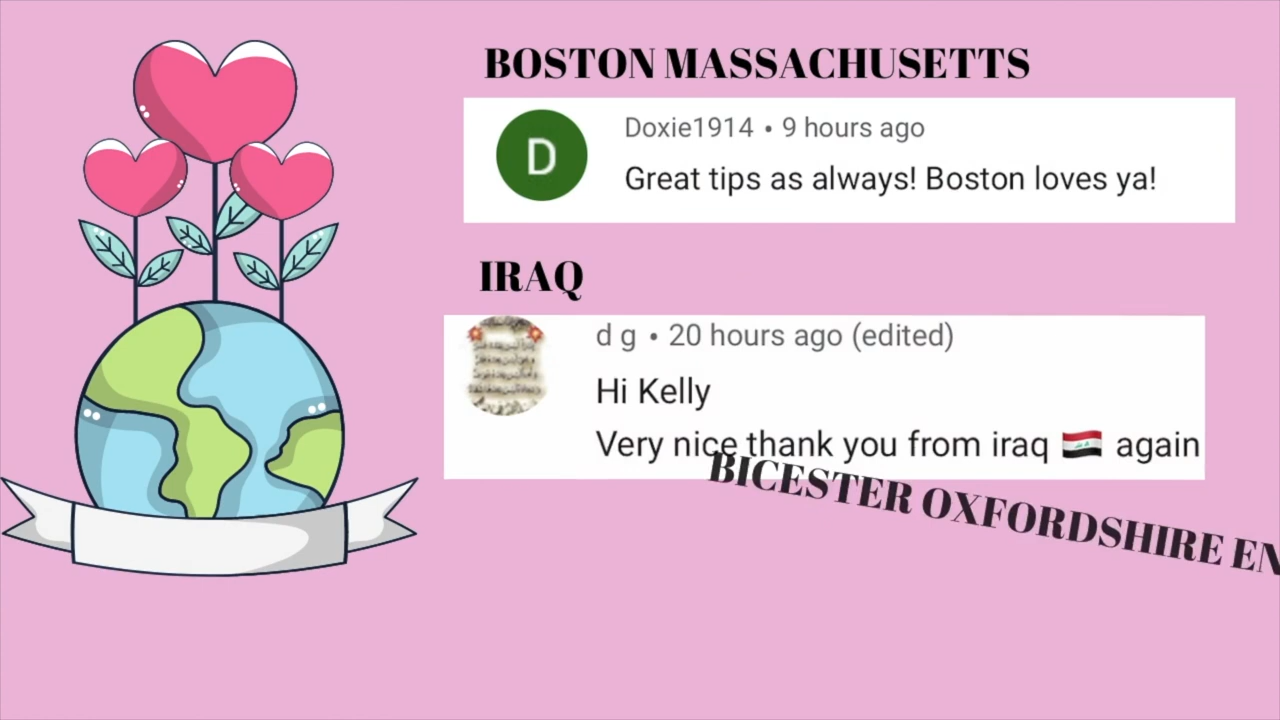 BOSTON MASSACHUSETTS
D
Doxie1914 • 9 hours ago
Great tips as always! Boston loves ya!
IRAQ
d g • 20 hours ago (edited)
Hi Kelly
Very nice thank you from iraq 🇮🇶 again
BICESTER OXFORDSHIRE EN